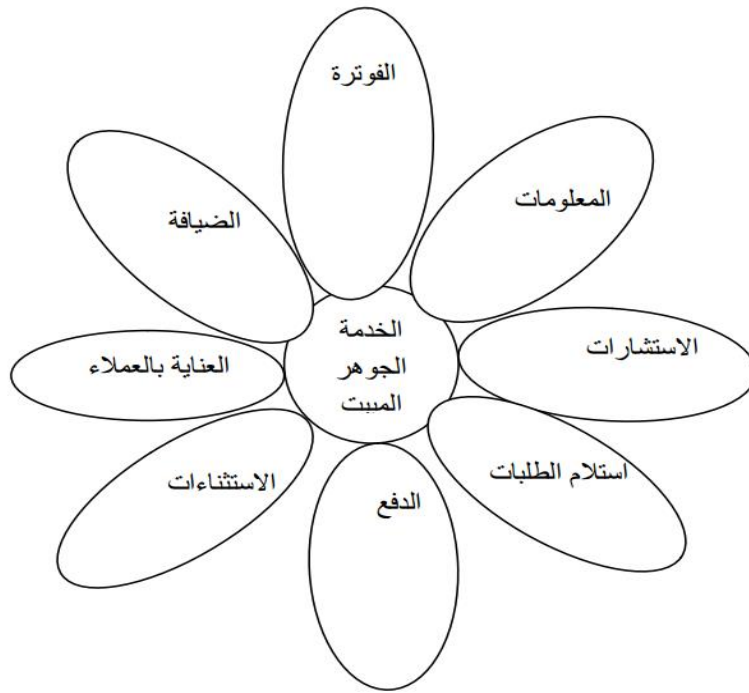 الفوترة
المعلومات
الضيافة
الخدمة
الجوهر
المبيت
الاستشارات
العناية بالعملاء
استلام الطلبات
الاستثناءات
الدفع